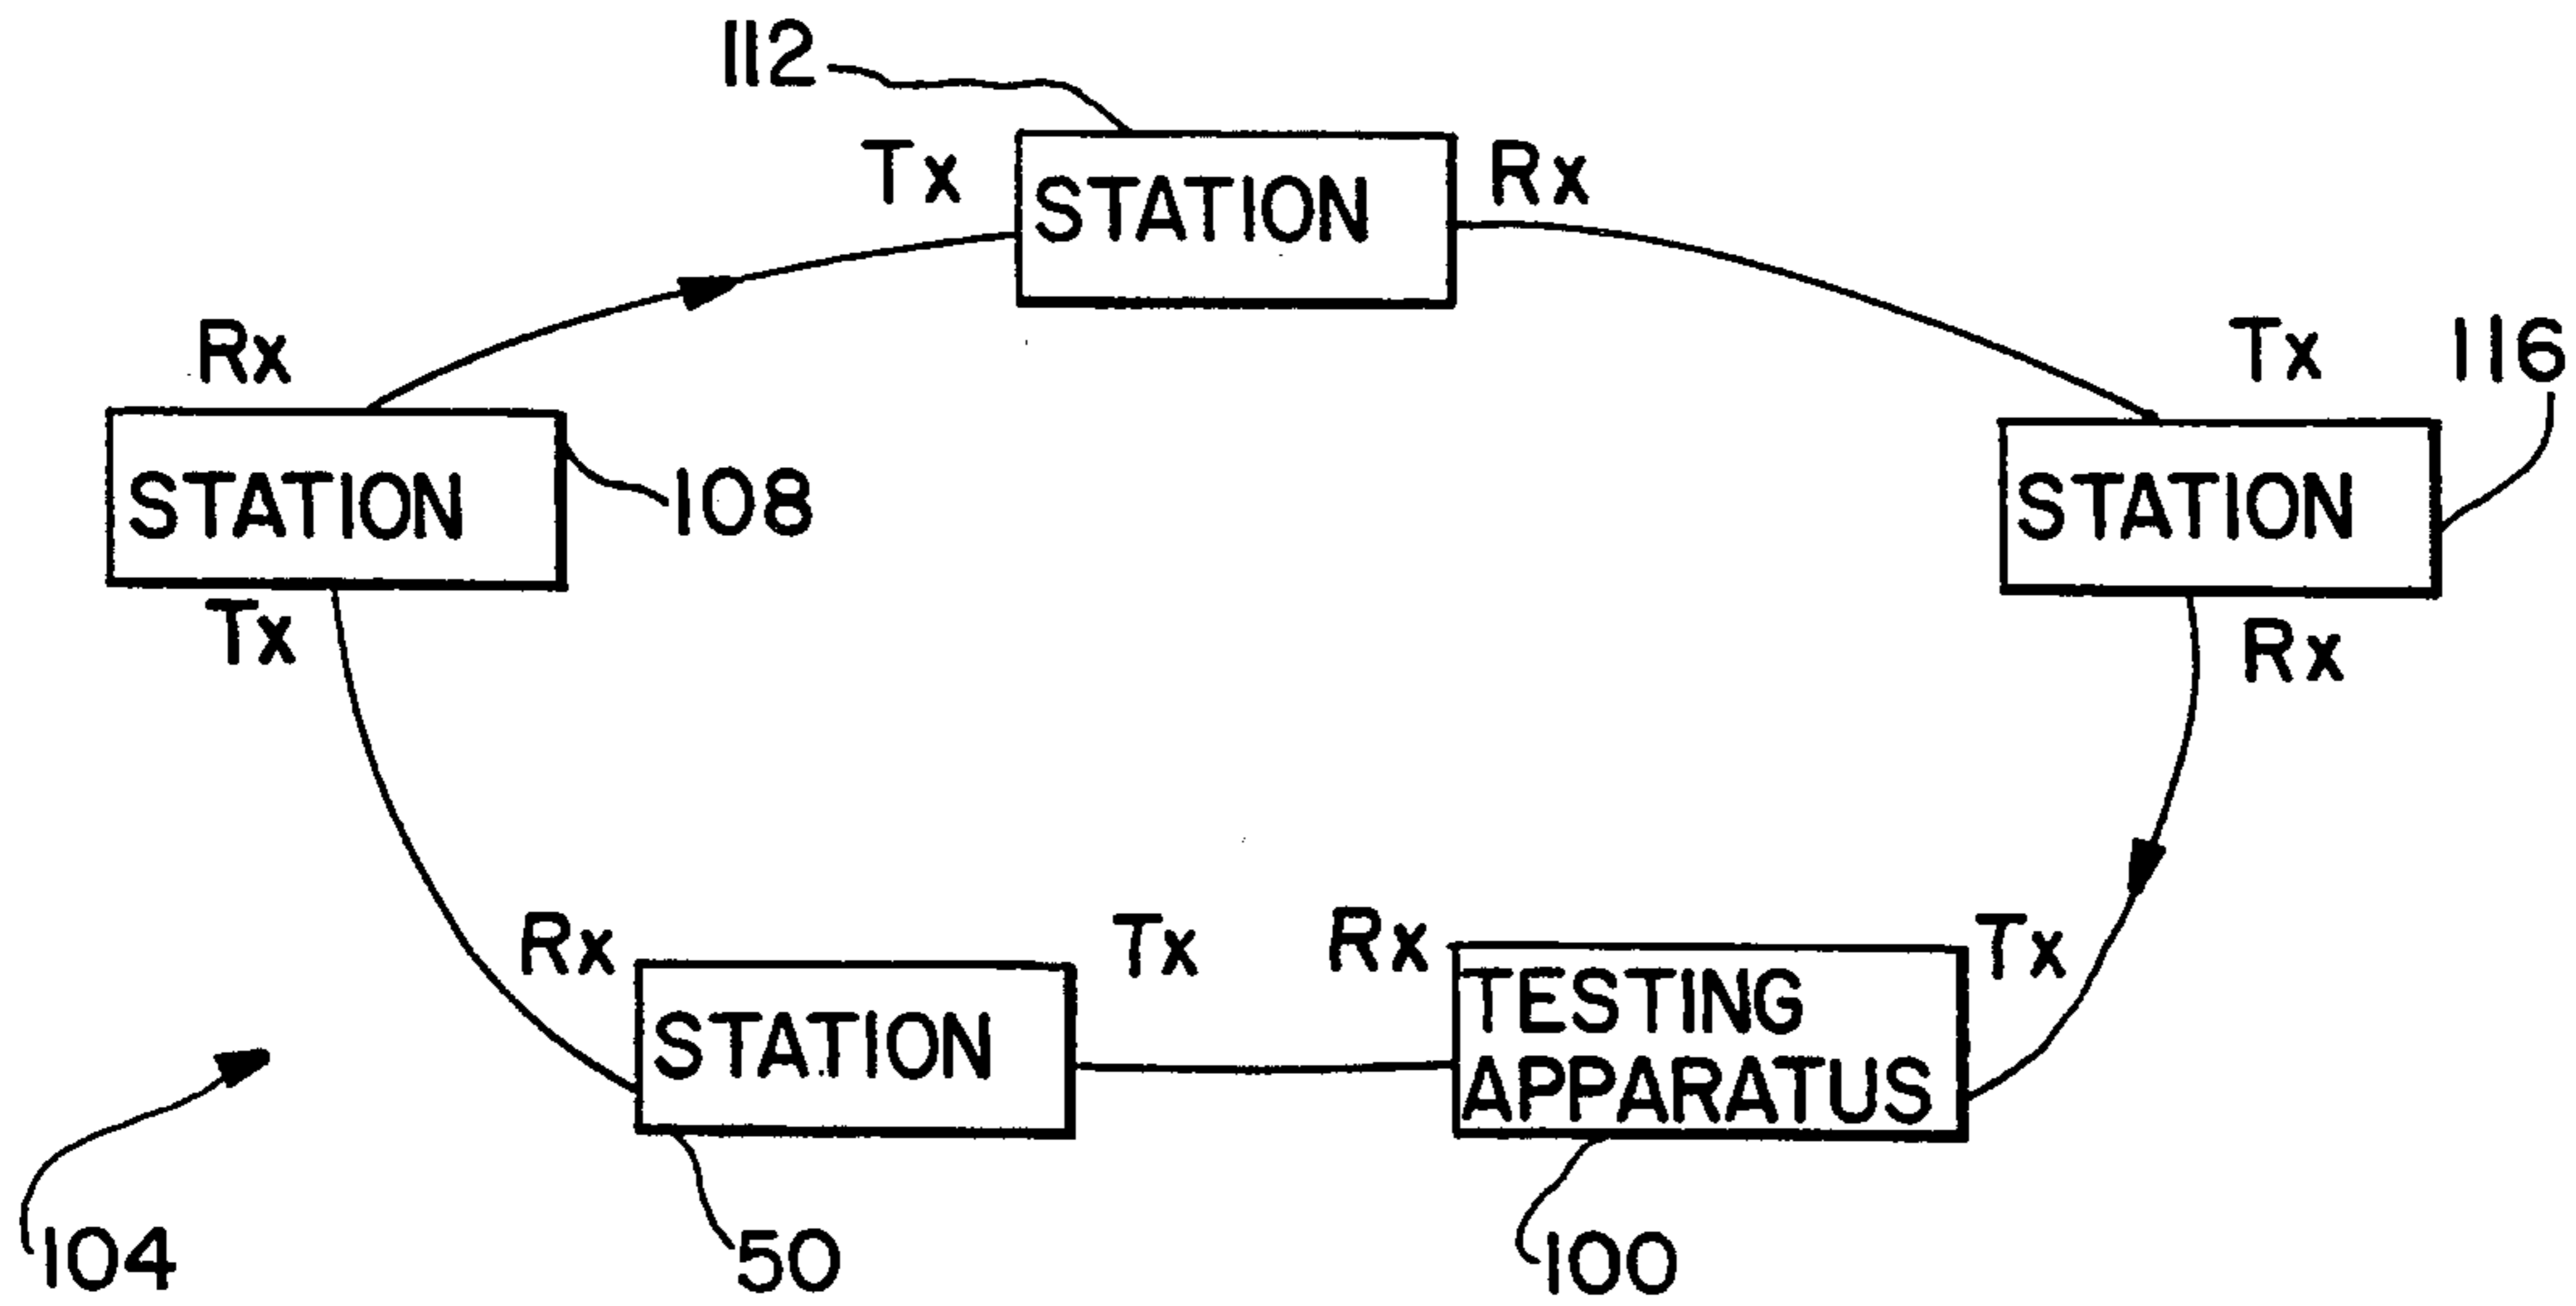 112
Tx
STATION
Rx
Rx
Tx
116
STATION
108
STATION
Tx
Rx
Rx
Tx
Rx
Tx
STATION
TESTING
APPARATUS
104
50
100